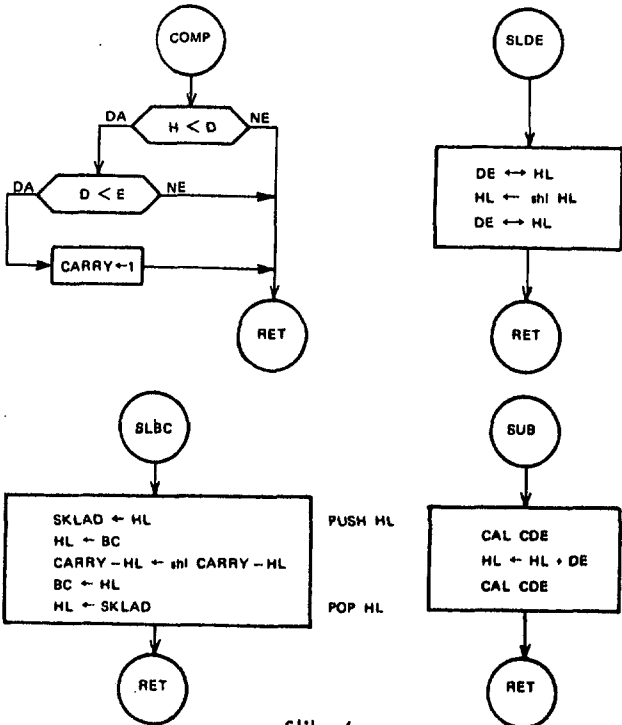 COMP
DA
H < D
NE
DA
D < E
NE
CARRY ← 1
RET
SLDE
DE ↔ HL
HL ← shl HL
DE ↔ HL
RET
SLBC
SKLAD ← HL
HL ← BC
CARRY – HL ← shl CARRY – HL
BC ← HL
HL ← SKLAD
PUSH HL
POP HL
RET
SUB
CAL CDE
HL ← HL + DE
CAL CDE
RET